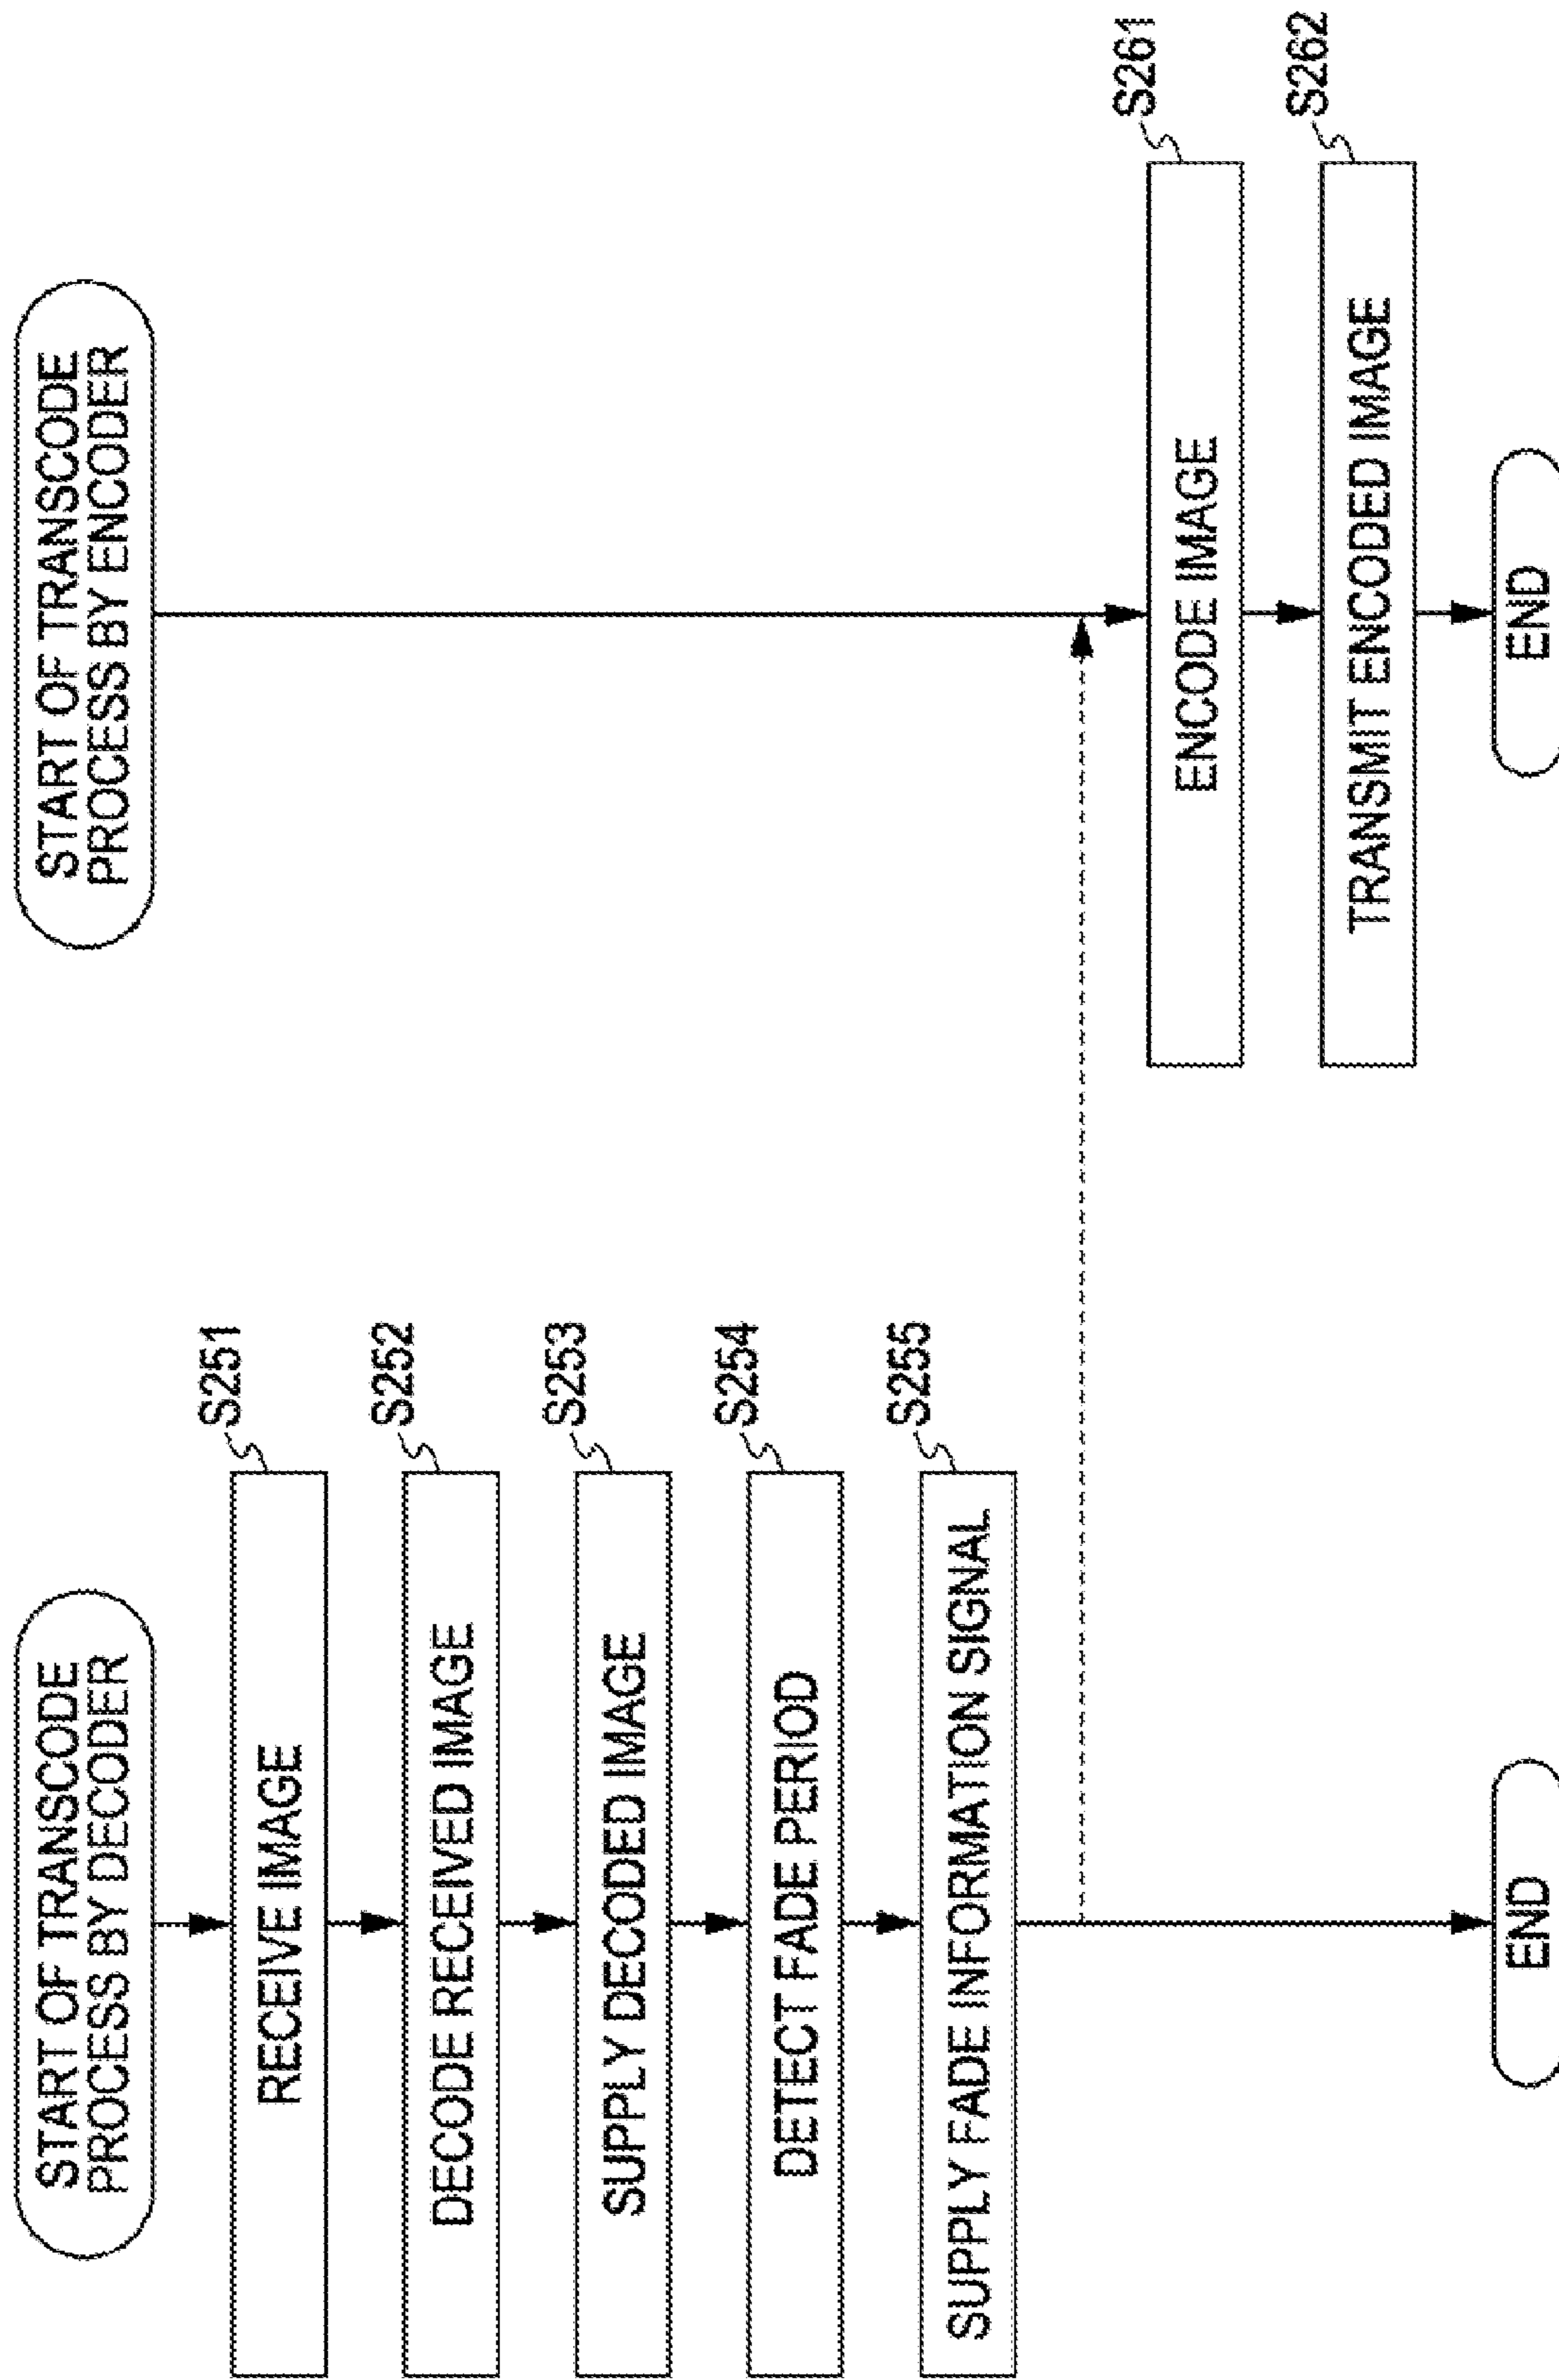 START OF TRANSCODE
PROCESS BY DECODER
S251
RECEIVE IMAGE
S252
DECODE RECEIVED IMAGE
S253
SUPPLY DECODED IMAGE
S254
DETECT FADE PERIOD
S255
SUPPLY FADE INFORMATION SIGNAL
END
START OF TRANSCODE
PROCESS BY ENCODER
S261
ENCODE IMAGE
S262
TRANSMIT ENCODED IMAGE
END